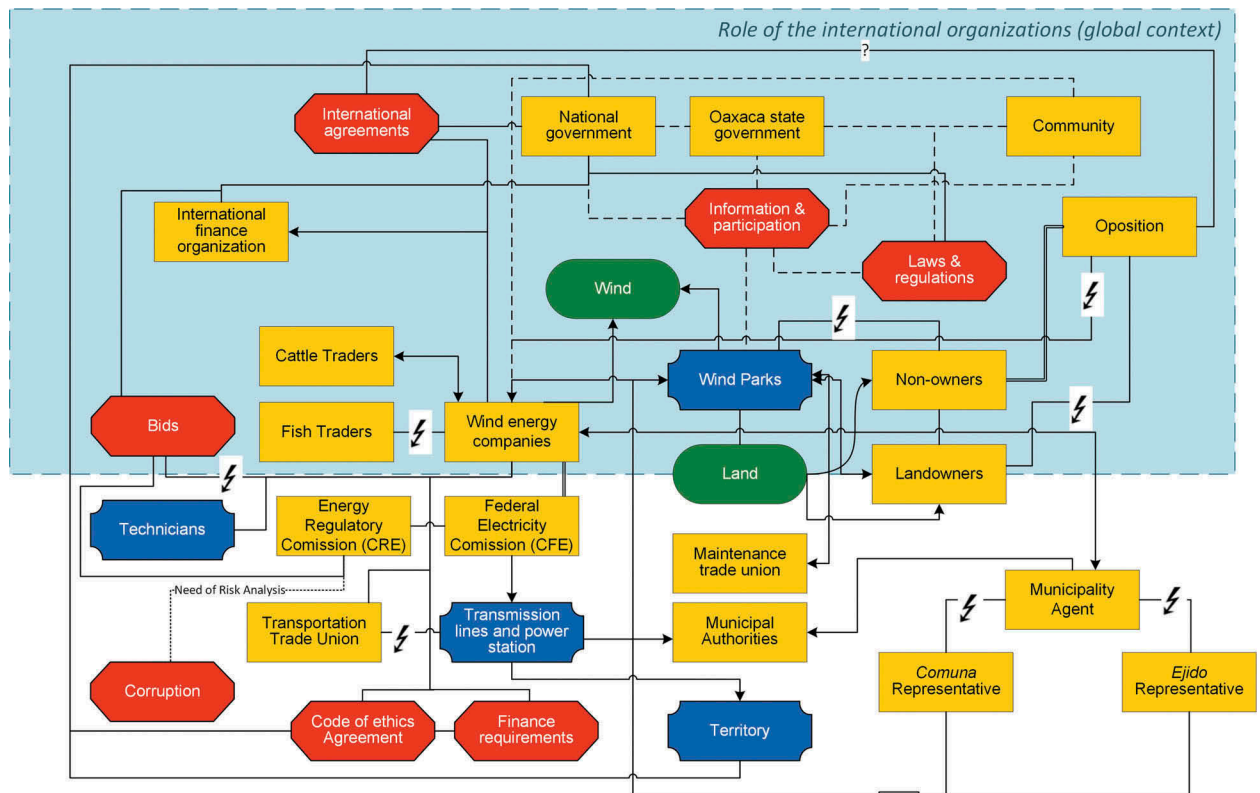 Role of the international organizations (global context)
?
International
agreements
National
government
Oaxaca state
government
Community
International
finance
organization
Information &
participation
Oposition
Laws &
regulations
Wind
Cattle Traders
Wind Parks
Non-owners
Bids
Fish Traders
Wind energy
companies
Land
Landowners
Technicians
Energy
Regulatory
Comission (CRE)
Federal
Electricity
Comission (CFE)
Maintenance
trade union
Need of Risk Analysis
Municipality
Agent
Transportation
Trade Union
Transmission
lines and power
station
Municipal
Authorities
Corruption
Comuna
Representative
Ejido
Representative
Code of ethics
Agreement
Finance
requirements
Territory